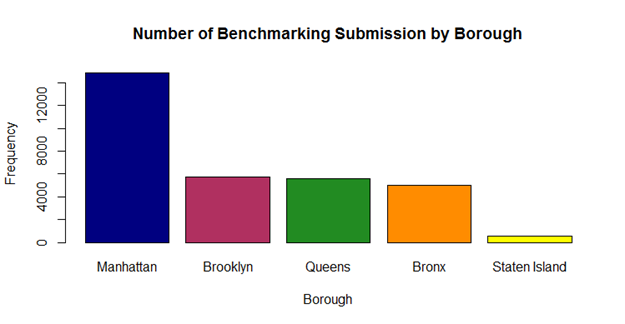 Number of Benchmarking Submission by Borough
Frequency
12000
8000
4000
0
Manhattan Brooklyn Queens Bronx Staten Island
Borough